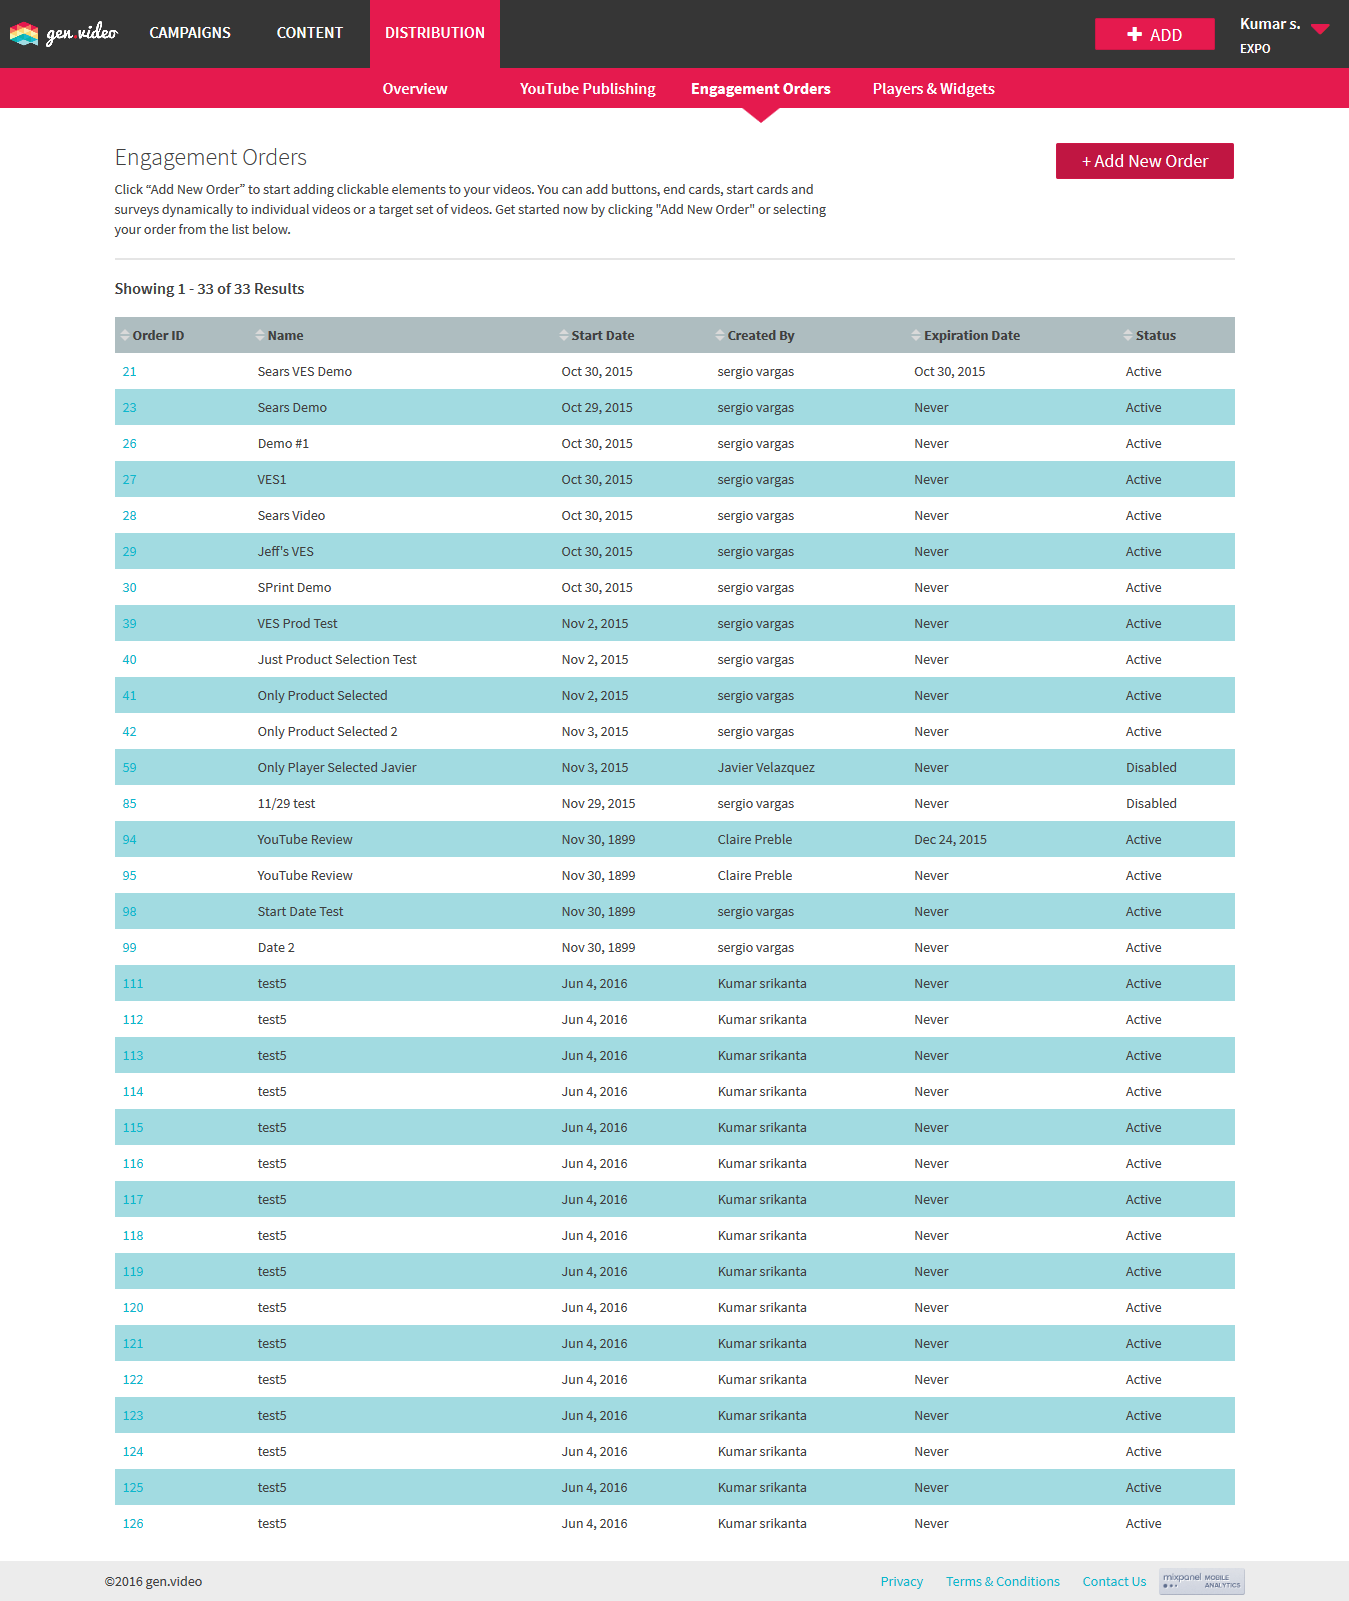 gen.video CAMPAIGNS CONTENT DISTRIBUTION ADD Kumar s.
EXPO
Overview YouTube Publishing Engagement Orders Players & Widgets
Engagement Orders
+ Add New Order
Click “Add New Order” to start adding clickable elements to your videos. You can add buttons, end cards, start cards and
surveys dynamically to individual videos or a target set of videos. Get started now by clicking "Add New Order" or selecting
your order from the list below.
Showing 1 - 33 of 33 Results
Order ID Name Start Date Created By Expiration Date Status
21 Sears VES Demo Oct 30, 2015 sergio vargas Oct 30, 2015 Active
23 Sears Demo Oct 29, 2015 sergio vargas Never Active
26 Demo #1 Oct 30, 2015 sergio vargas Never Active
27 VES1 Oct 30, 2015 sergio vargas Never Active
28 Sears Video Oct 30, 2015 sergio vargas Never Active
29 Jeff's VES Oct 30, 2015 sergio vargas Never Active
30 SPrint Demo Oct 30, 2015 sergio vargas Never Active
39 VES Prod Test Nov 2, 2015 sergio vargas Never Active
40 Just Product Selection Test Nov 2, 2015 sergio vargas Never Active
41 Only Product Selected Nov 2, 2015 sergio vargas Never Active
42 Only Product Selected 2 Nov 3, 2015 sergio vargas Never Active
59 Only Player Selected Javier Nov 3, 2015 Javier Velazquez Never Disabled
85 11/29 test Nov 29, 2015 sergio vargas Never Disabled
94 YouTube Review Nov 30, 1899 Claire Preble Dec 24, 2015 Active
95 YouTube Review Nov 30, 1899 Claire Preble Never Active
98 Start Date Test Nov 30, 1899 sergio vargas Never Active
99 Date 2 Nov 30, 1899 sergio vargas Never Active
111 test5 Jun 4, 2016 Kumar srikanta Never Active
112 test5 Jun 4, 2016 Kumar srikanta Never Active
113 test5 Jun 4, 2016 Kumar srikanta Never Active
114 test5 Jun 4, 2016 Kumar srikanta Never Active
115 test5 Jun 4, 2016 Kumar srikanta Never Active
116 test5 Jun 4, 2016 Kumar srikanta Never Active
117 test5 Jun 4, 2016 Kumar srikanta Never Active
118 test5 Jun 4, 2016 Kumar srikanta Never Active
119 test5 Jun 4, 2016 Kumar srikanta Never Active
120 test5 Jun 4, 2016 Kumar srikanta Never Active
121 test5 Jun 4, 2016 Kumar srikanta Never Active
122 test5 Jun 4, 2016 Kumar srikanta Never Active
123 test5 Jun 4, 2016 Kumar srikanta Never Active
124 test5 Jun 4, 2016 Kumar srikanta Never Active
125 test5 Jun 4, 2016 Kumar srikanta Never Active
126 test5 Jun 4, 2016 Kumar srikanta Never Active
©2016 gen.video Privacy Terms & Conditions Contact Us mixpanel MOBILE
ANALYTICS